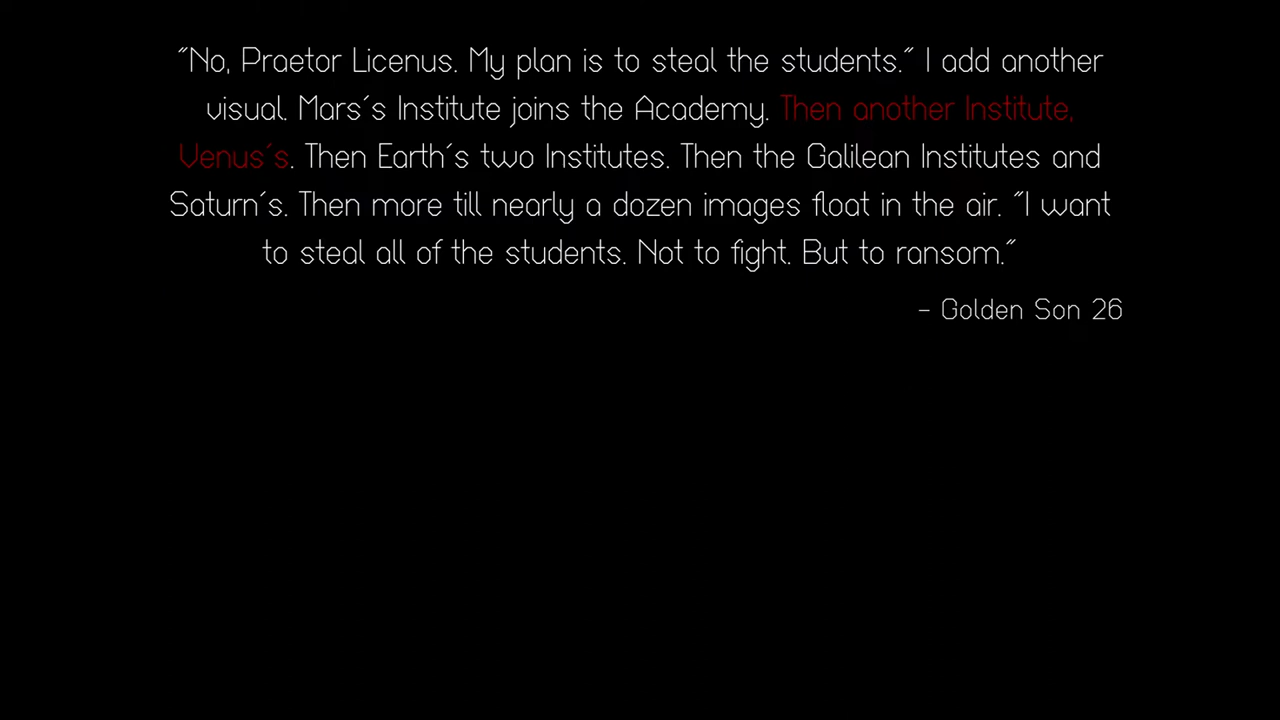 "No, Praetor Licenus. My plan is to steal the students." I add another
visual. Mars's Institute joins the Academy. Then another Institute,
Venus's. Then Earth's two Institutes. Then the Galilean Institutes and
Saturn's. Then more till nearly a dozen images float in the air. "I want
to steal all of the students. Not to fight. But to ransom."
- Golden Son 26